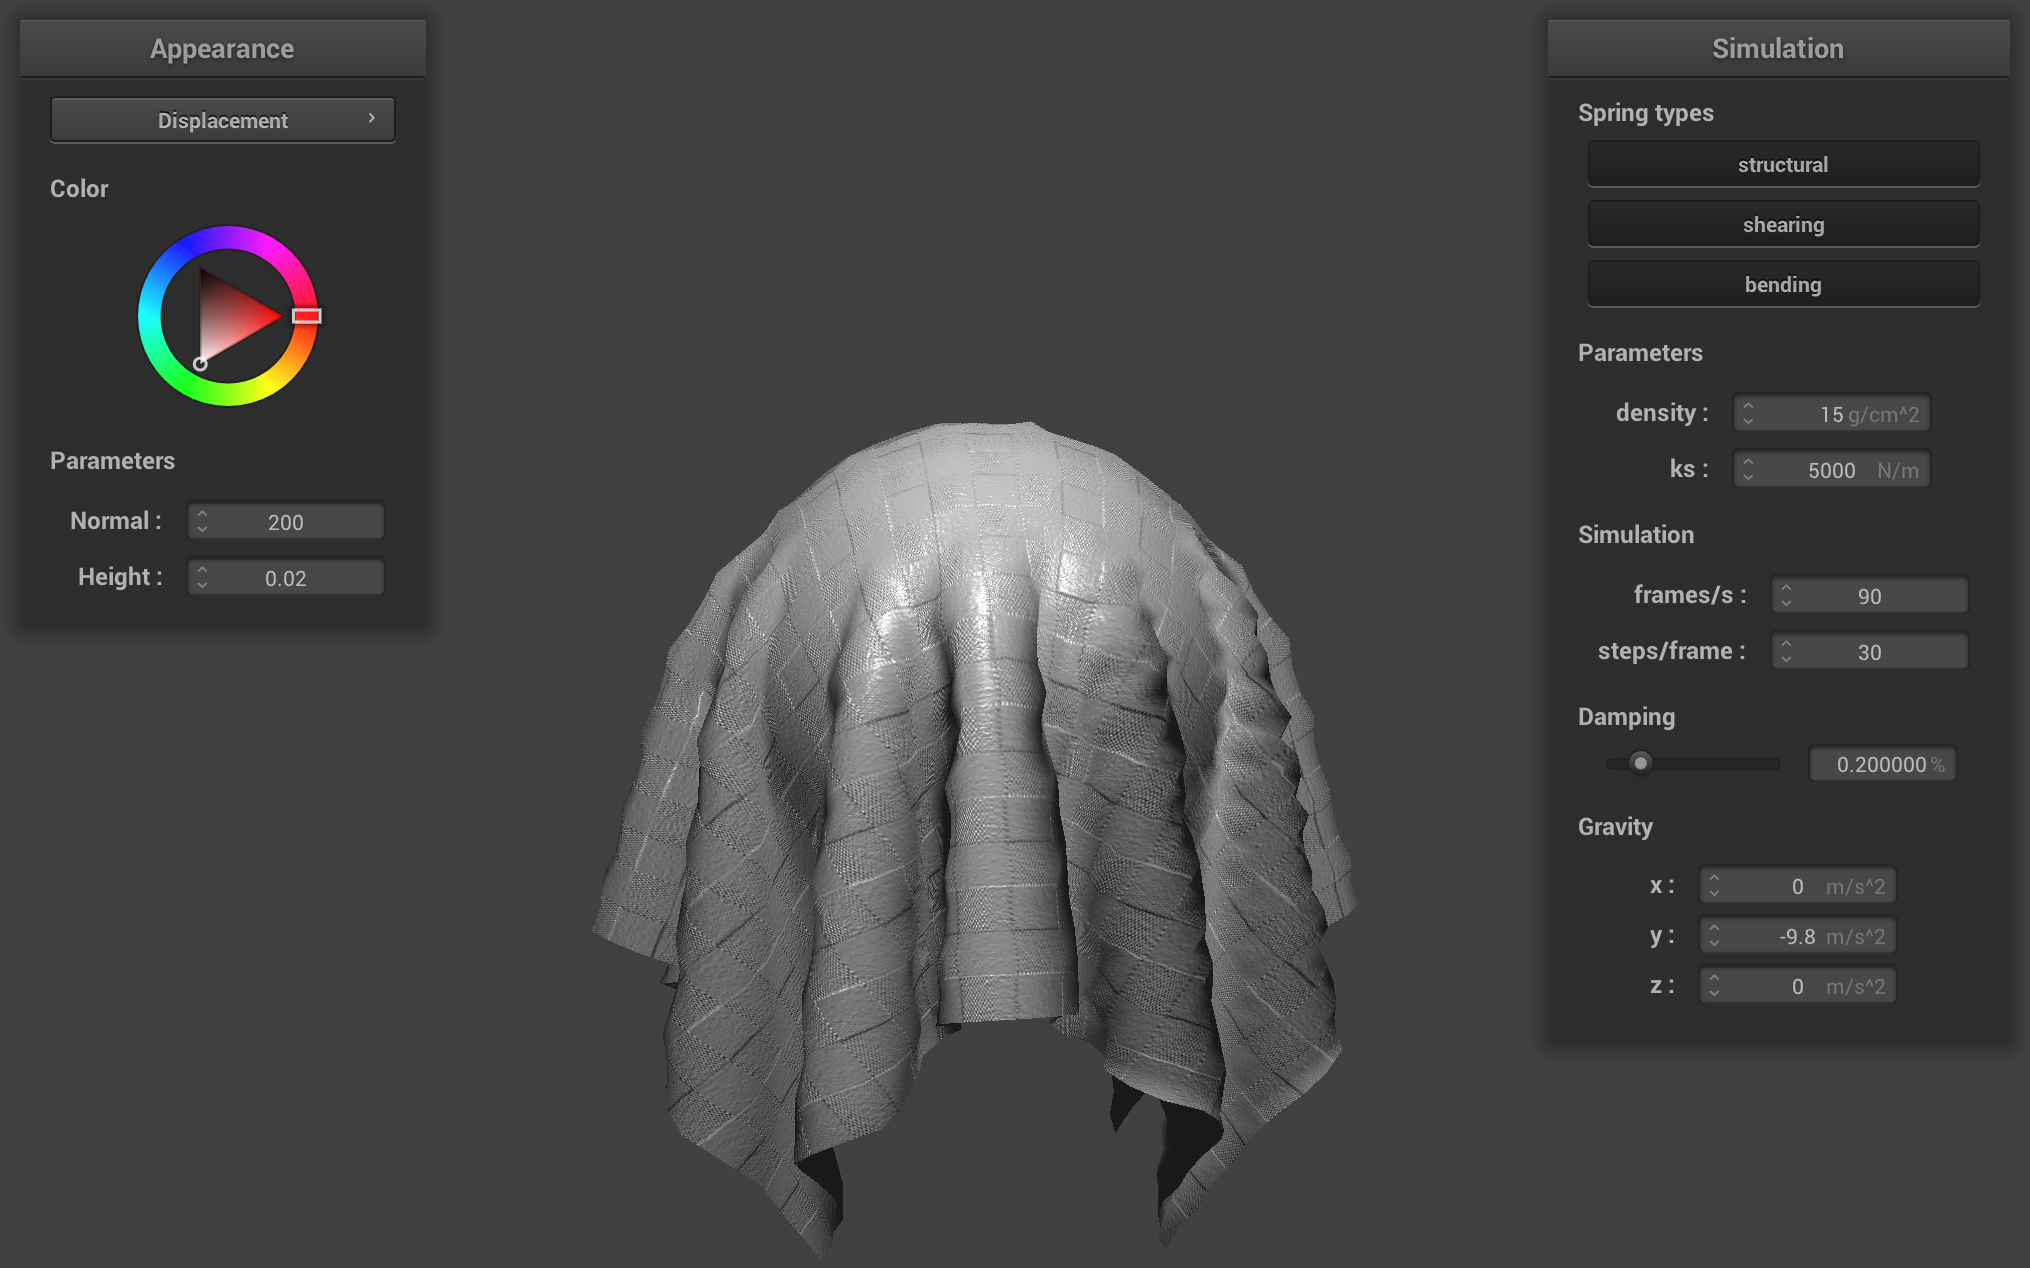 Appearance
Displacement ›
Color
Parameters
Normal : 200
Height : 0.02
Simulation
Spring types
structural
shearing
bending
Parameters
density : 15 g/cm^2
ks : 5000 N/m
Simulation
frames/s : 90
steps/frame : 30
Damping
0.200000 %
Gravity
x : 0 m/s^2
y : -9.8 m/s^2
z : 0 m/s^2